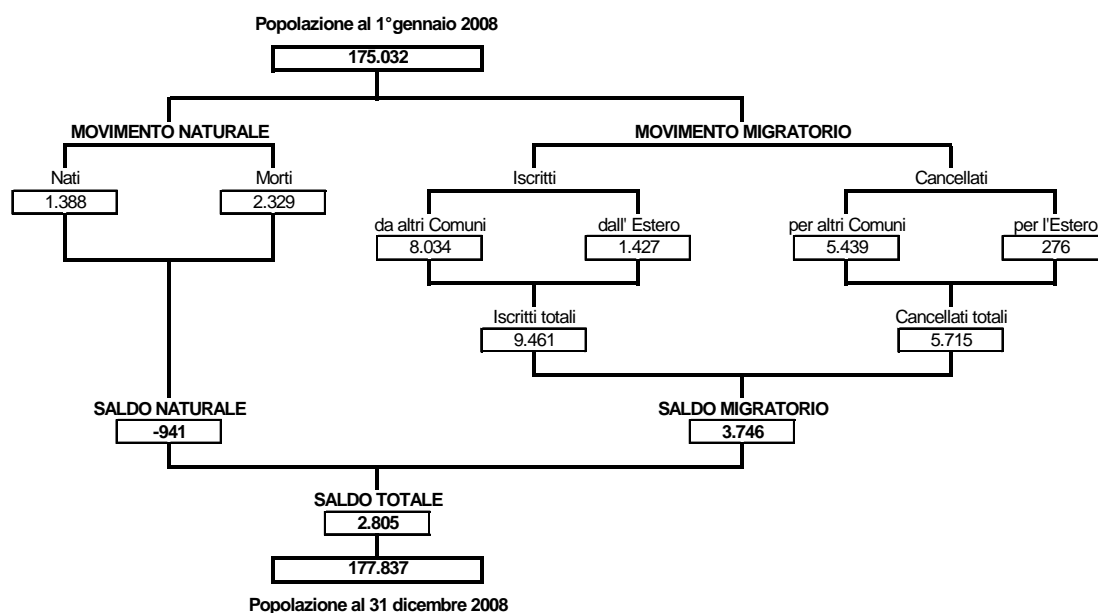 Popolazione al 1°gennaio 2008
175.032
MOVIMENTO NATURALE
MOVIMENTO MIGRATORIO
Nati
Morti
Iscritti
Cancellati
1.388
2.329
da altri Comuni
dall' Estero
per altri Comuni
per l'Estero
8.034
1.427
5.439
276
Iscritti totali
Cancellati totali
9.461
5.715
SALDO NATURALE
SALDO MIGRATORIO
-941
3.746
SALDO TOTALE
2.805
177.837
Popolazione al 31 dicembre 2008